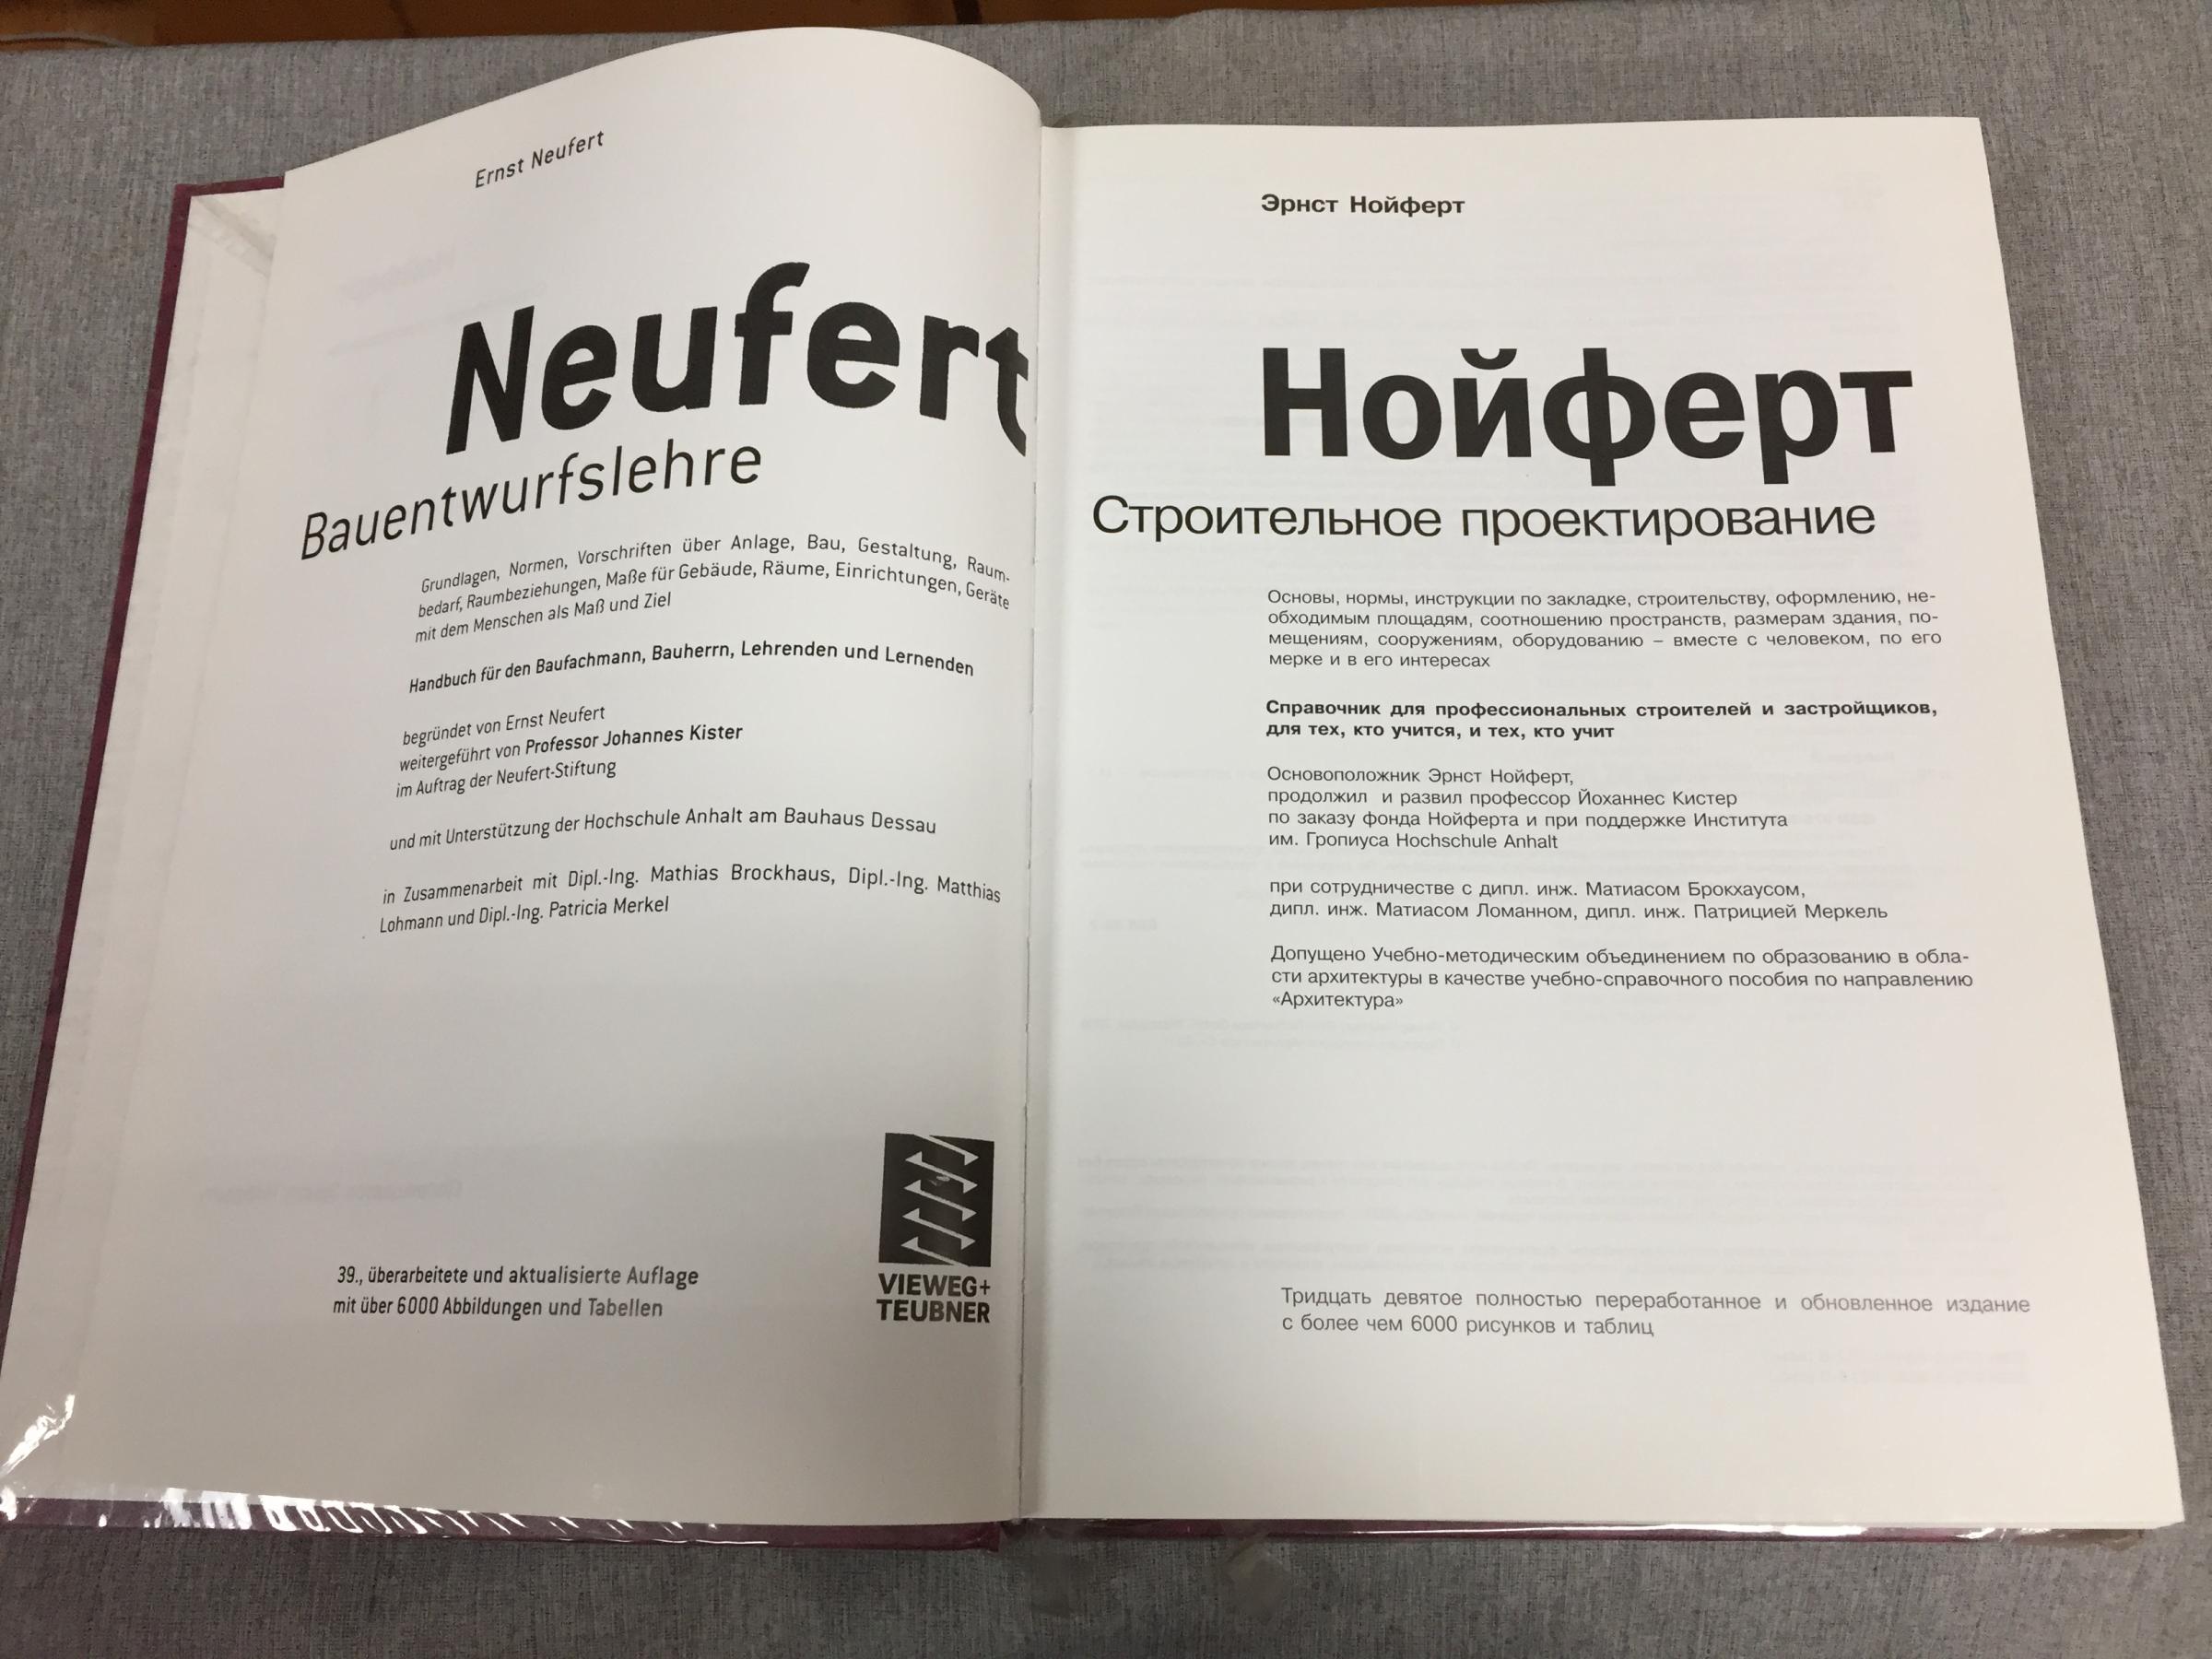 Ernst Neufert
Neufert
Bauentwurfslehre
Grundlagen, Normen, Vorschriften über Anlage, Bau, Gestaltung, Raum-
bedarf, Raumbeziehungen, Maße für Gebäude, Räume, Einrichtungen, Geräte
mit dem Menschen als Maß und Ziel
Handbuch für den Baufachmann, Bauherrn, Lehrenden und Lernenden
begründet von Ernst Neufert
weitergeführt von Professor Johannes Kister
im Auftrag der Neufert-Stiftung
und mit Unterstützung der Hochschule Anhalt am Bauhaus Dessau
in Zusammenarbeit mit Dipl.-Ing. Mathias Brockhaus, Dipl.-Ing. Matthias
Lohmann und Dipl.-Ing. Patricia Merkel
39., überarbeitete und aktualisierte Auflage
mit über 6000 Abbildungen und Tabellen
VIEWEG+
TEUBNER
Эрнст Нойферт
Нойферт
Строительное проектирование
Основы, нормы, инструкции по закладке, строительству, оформлению, не-
обходимым площадям, соотношению пространств, размерам здания, по-
мещениям, сооружениям, оборудованию – вместе с человеком, по его
мерке и в его интересах
Справочник для профессиональных строителей и застройщиков,
для тех, кто учится, и тех, кто учит
Основоположник Эрнст Нойферт,
продолжил и развил профессор Йоханнес Кистер
по заказу фонда Нойферта и при поддержке Института
им. Гропиуса Hochschule Anhalt
при сотрудничестве с дипл. инж. Матиасом Брокхаусом,
дипл. инж. Матиасом Ломанном, дипл. инж. Патрицией Меркель
Допущено Учебно-методическим объединением по образованию в обла-
сти архитектуры в качестве учебно-справочного пособия по направлению
«Архитектура»
Тридцать девятое полностью переработанное и обновленное издание
с более чем 6000 рисунков и таблиц